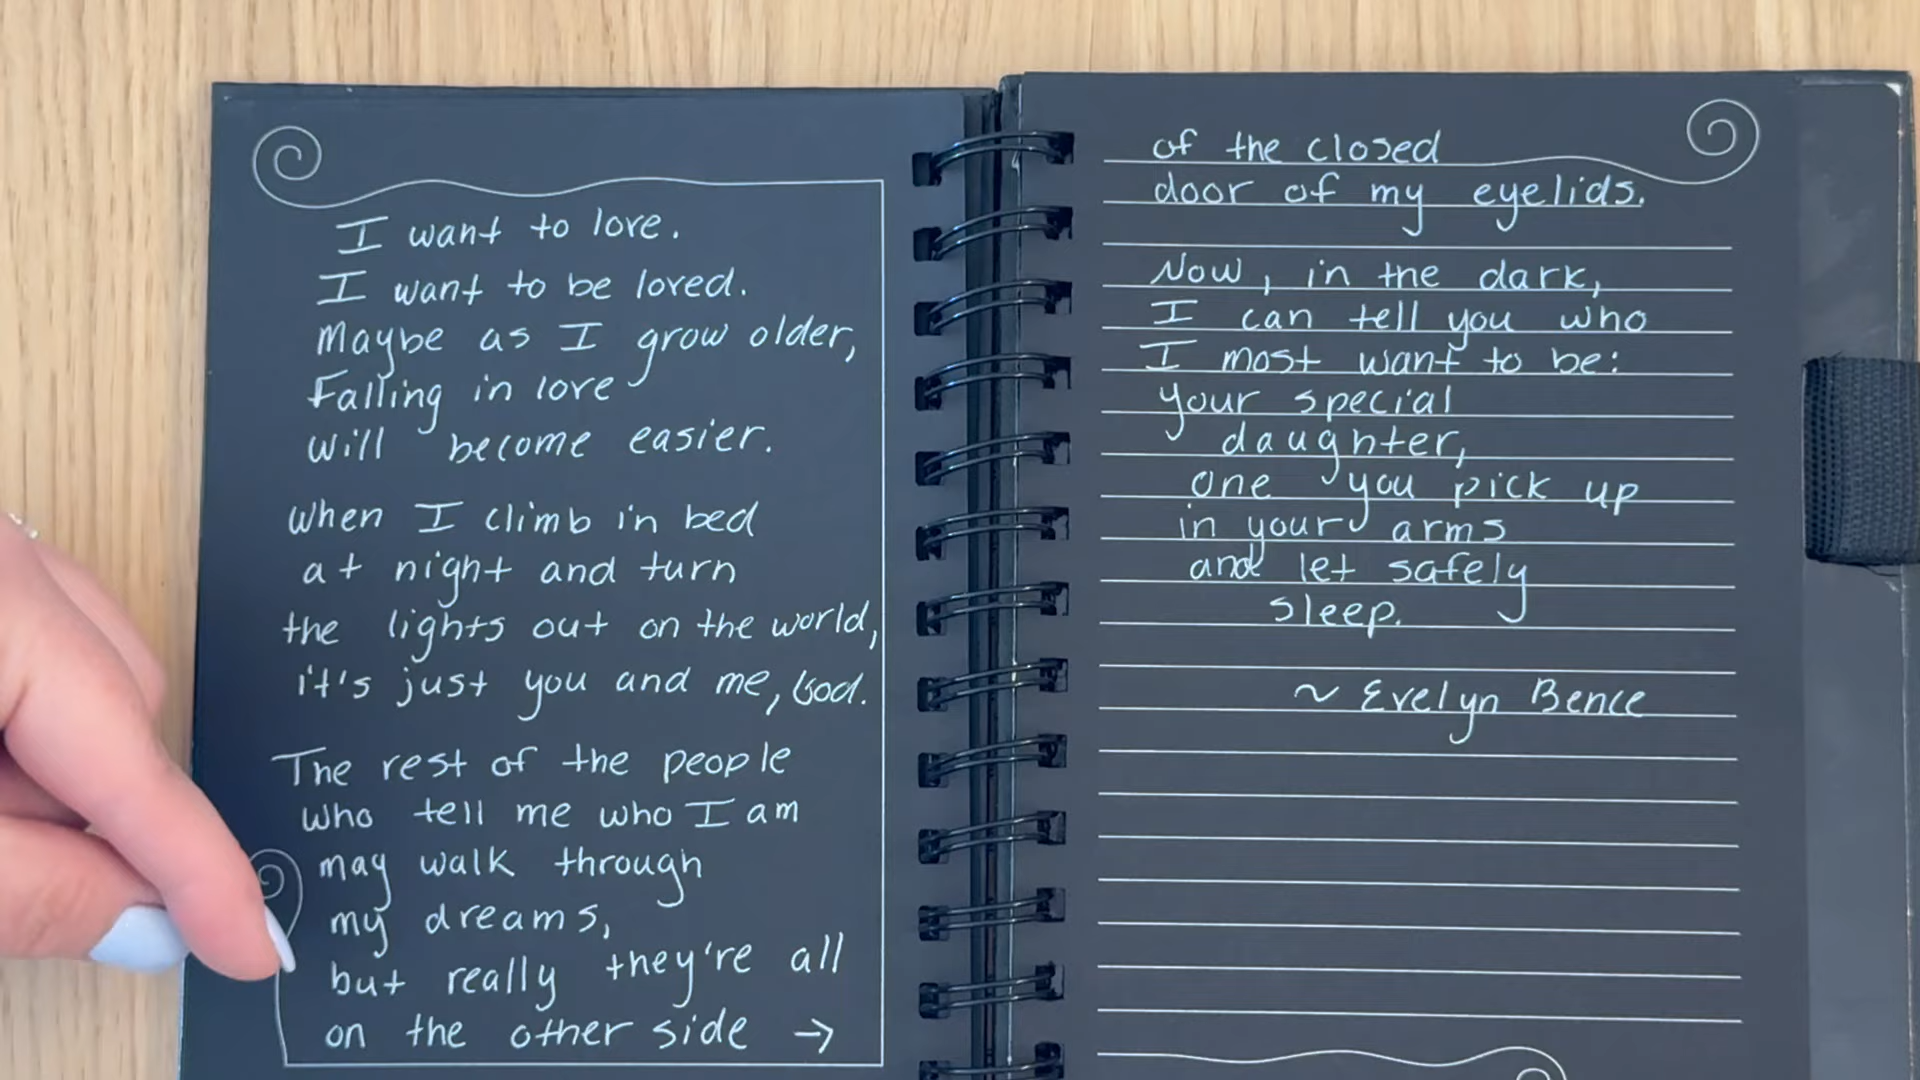 I want to love.
I want to be loved.
Maybe as I grow older,
Falling in love
will become easier.
When I climb in bed
at night and turn
the lights out on the world,
it's just you and me, God.
The rest of the people
who tell me who I am
may walk through
my dreams,
but really they're all
on the other side →
of the closed
door of my eyelids.
Now, in the dark,
I can tell you who
I most want to be:
your special
daughter,
one you pick up
in your arms
and let safely
sleep.
~ Evelyn Bence